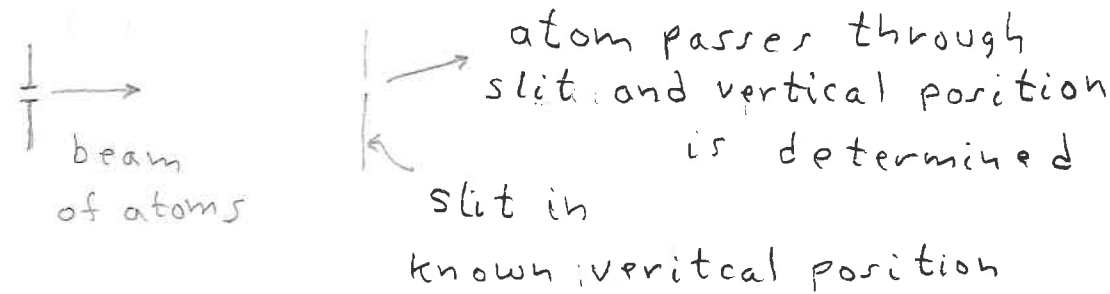 atom passes through
slit and vertical position
is determined
beam
of atoms
slit in
known veritcal position